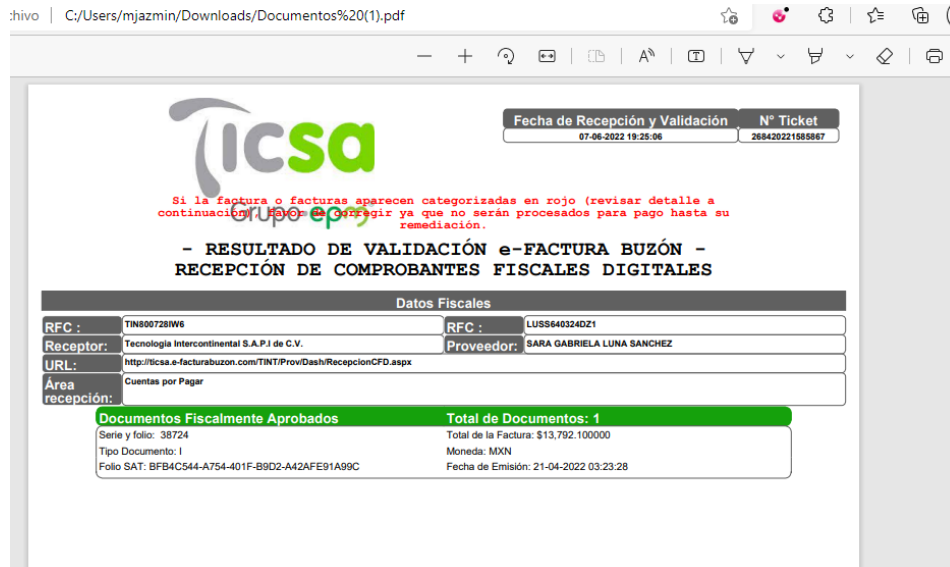 chivo | C:/Users/mjazmin/Downloads/Documentos%20(1).pdf
TICSA
Grupo epm
Fecha de Recepción y Validación N° Ticket
07-06-2022 19:25:06 268420221585867
Si la factura o facturas aparecen categorizadas en rojo (revisar detalle a
continuación), favor de corregir ya que no serán procesados para pago hasta su
remediación.
- RESULTADO DE VALIDACIÓN e-FACTURA BUZÓN -
RECEPCIÓN DE COMPROBANTES FISCALES DIGITALES
Datos Fiscales
RFC : TIN800728IW6 RFC : LUSS640324DZ1
Receptor: Tecnologia Intercontinental S.A.P.I de C.V. Proveedor: SARA GABRIELA LUNA SANCHEZ
URL: http://ticsa.e-facturabuzon.com/TINT/Prov/Dash/RecepcionCFD.aspx
Área Cuentas por Pagar
recepción:
Documentos Fiscalmente Aprobados Total de Documentos: 1
Serie y folio: 38724 Total de la Factura: $13,792.100000
Tipo Documento: I Moneda: MXN
Folio SAT: BFB4C544-A754-401F-B9D2-A42AFE91A99C Fecha de Emisión: 21-04-2022 03:23:28